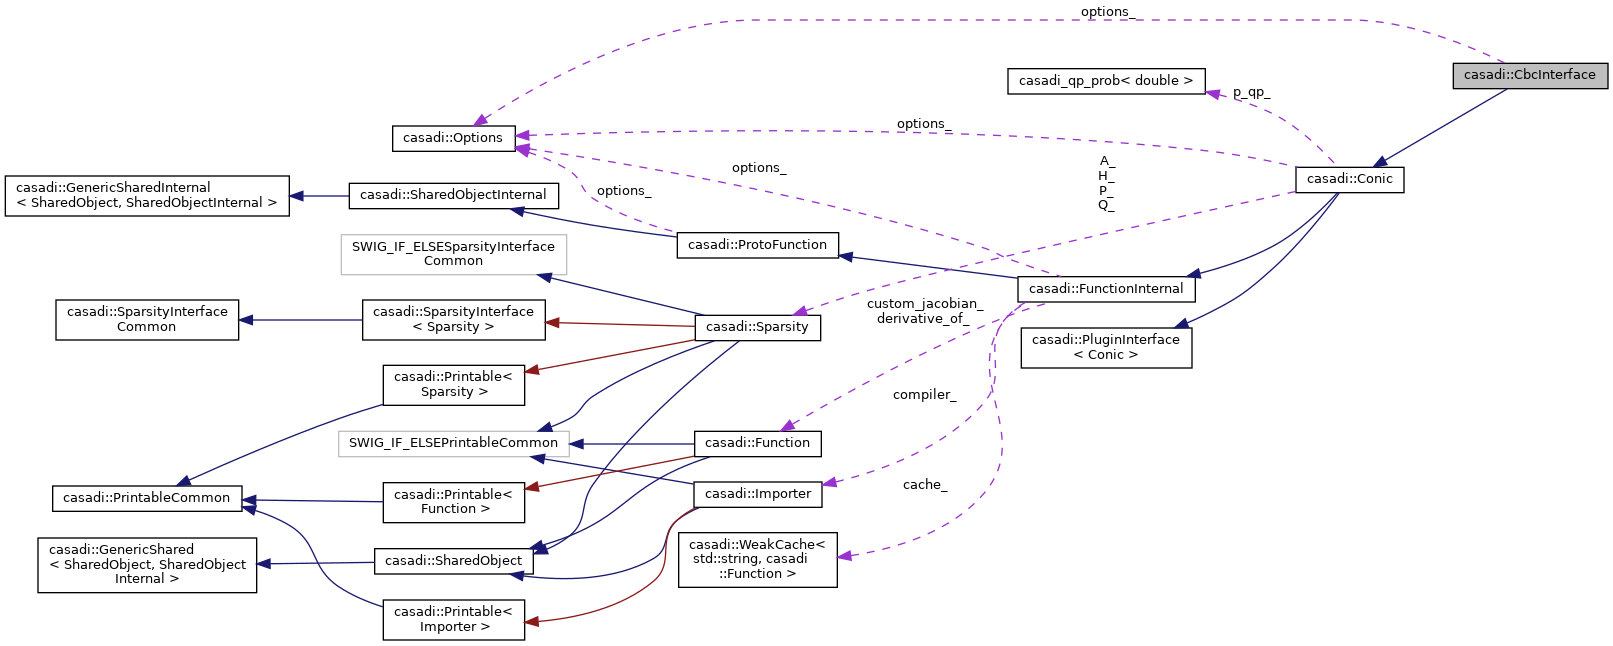 options_
casadi::CbcInterface
casadi_qp_prob< double >
p_qp_
options_
casadi::Options
A_
H_
P_
Q_
options_
casadi::Conic
casadi::GenericSharedInternal
< SharedObject, SharedObjectInternal >
casadi::SharedObjectInternal
options_
casadi::ProtoFunction
SWIG_IF_ELSESparsityInterface
Common
casadi::FunctionInternal
custom_jacobian_
derivative_of_
casadi::SparsityInterface
Common
casadi::SparsityInterface
< Sparsity >
casadi::Sparsity
casadi::PluginInterface
< Conic >
casadi::Printable<
Sparsity >
compiler_
SWIG_IF_ELSEPrintableCommon
casadi::Function
casadi::PrintableCommon
casadi::Printable<
Function >
casadi::Importer
cache_
casadi::GenericShared
< SharedObject, SharedObject
Internal >
casadi::SharedObject
casadi::WeakCache<
std::string, casadi
::Function >
casadi::Printable<
Importer >